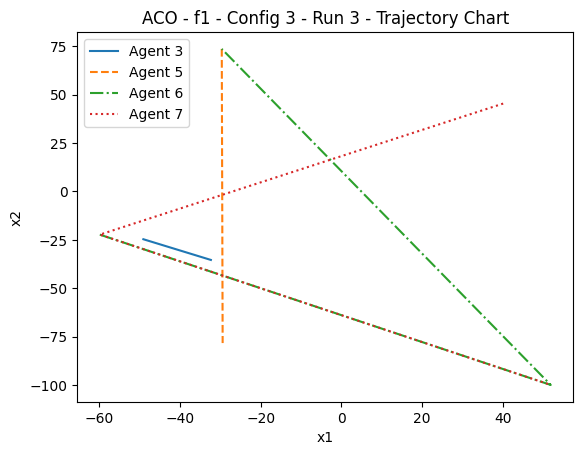 ACO - f1 - Config 3 - Run 3 - Trajectory Chart
Agent 3
Agent 5
Agent 6
Agent 7
75
50
25
0
−25
−50
−75
−100
x2
−60
−40
−20
0
20
40
x1